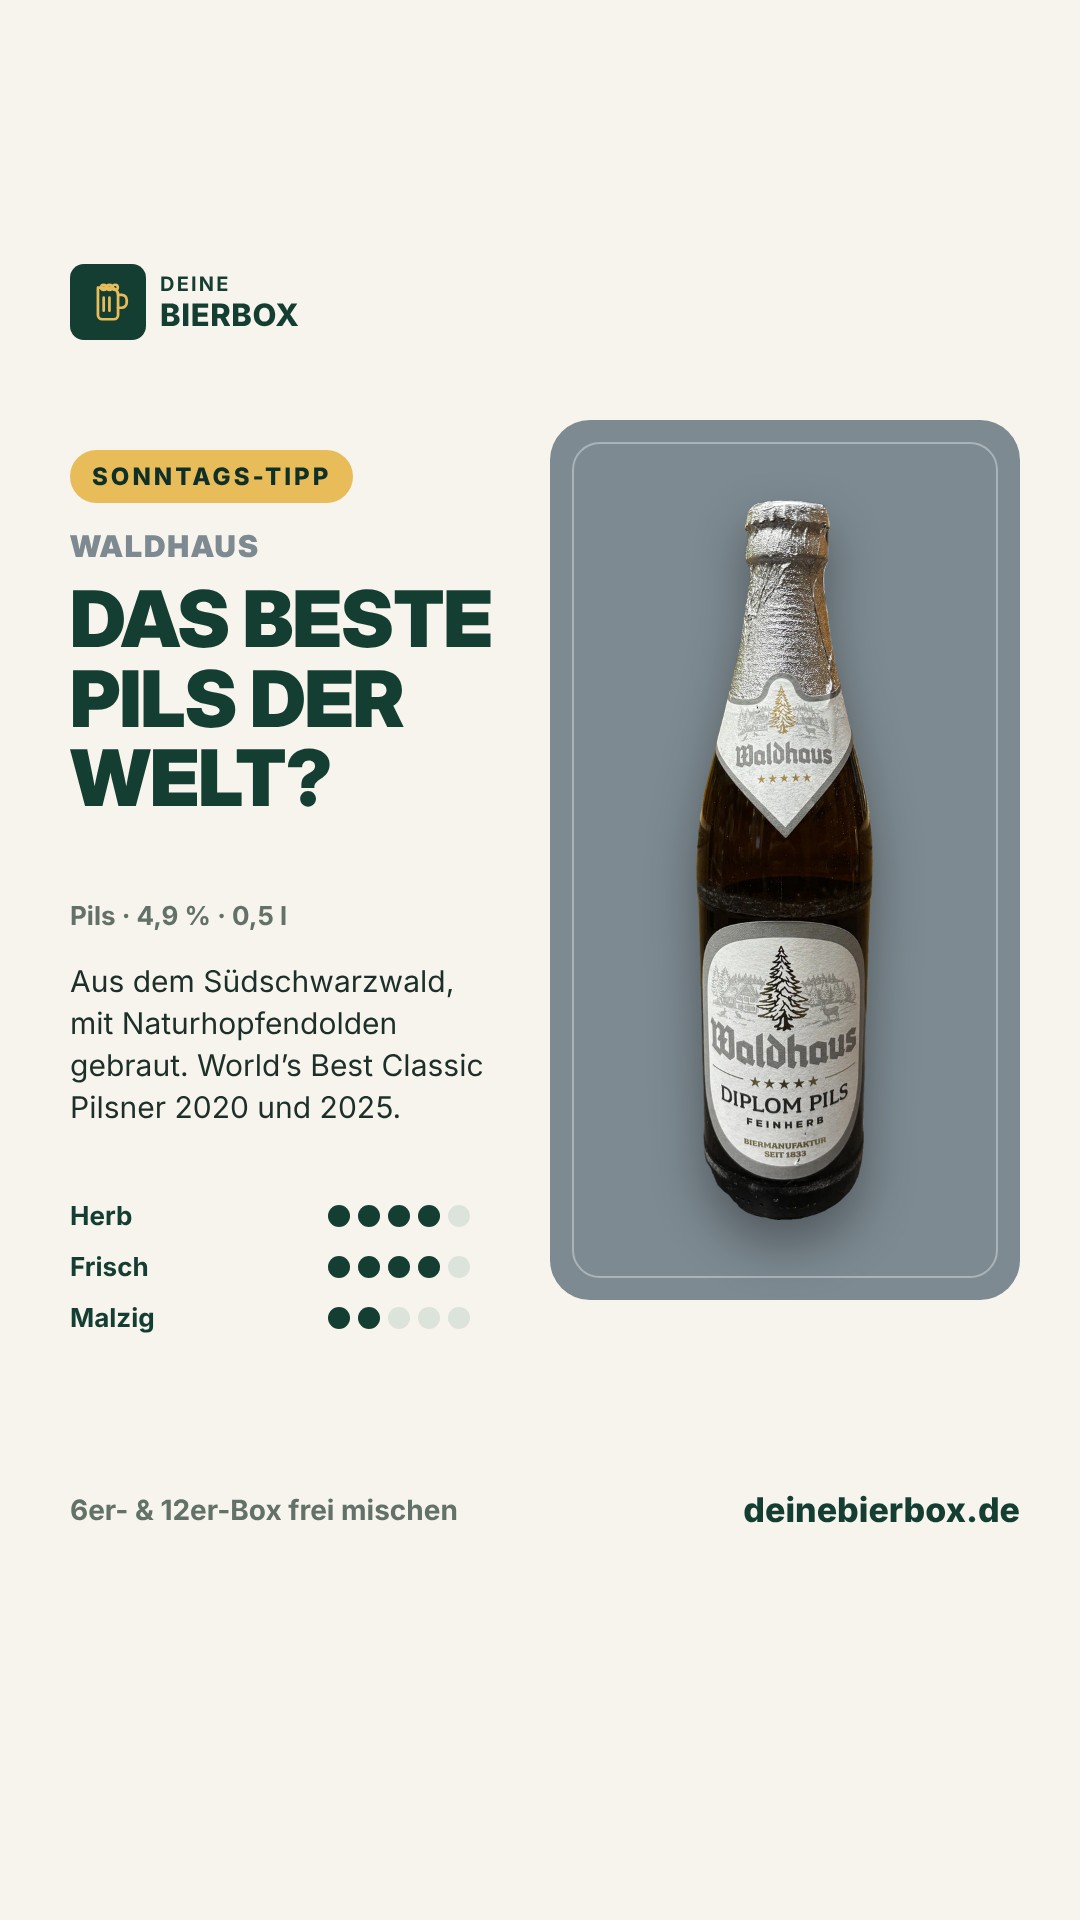 DEINE
BIERBOX
SONNTAGS-TIPP
WALDHAUS
DAS BESTE
PILS DER
WELT?
Pils · 4,9 % · 0,5 l
Aus dem Südschwarzwald,
mit Naturhopfendolden
gebraut. World’s Best Classic
Pilsner 2020 und 2025.
Herb
Frisch
Malzig
Waldhaus
Waldhaus
DIPLOM PILS
FEINHERB
BIERMANUFAKTUR
SEIT 1833
6er- & 12er-Box frei mischen
deinebierbox.de